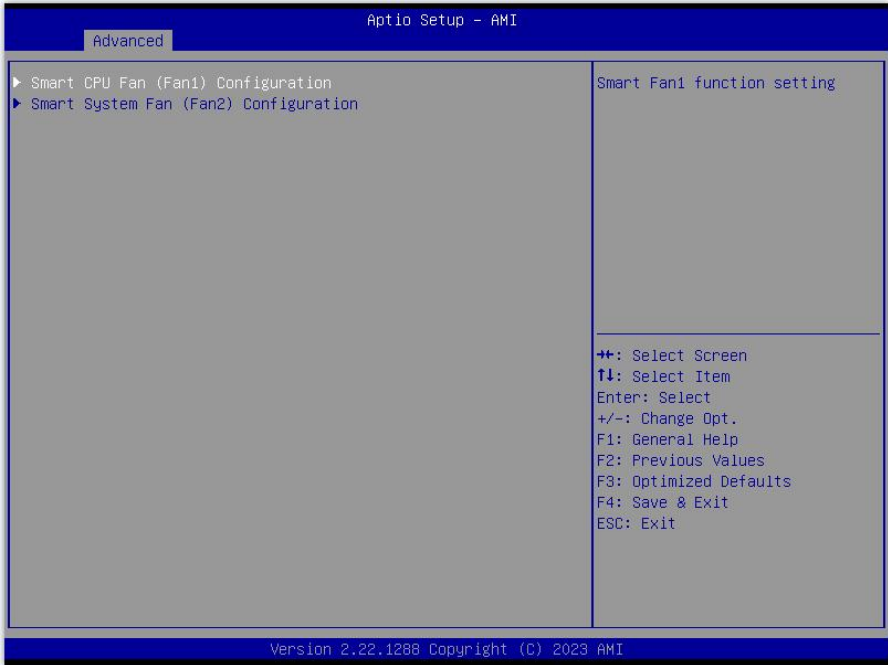 Aptio Setup - AMI
Advanced
▶ Smart CPU Fan (Fan1) Configuration
▶ Smart System Fan (Fan2) Configuration
Smart Fan1 function setting
→←: Select Screen
↑↓: Select Item
Enter: Select
+/-: Change Opt.
F1: General Help
F2: Previous Values
F3: Optimized Defaults
F4: Save & Exit
ESC: Exit
Version 2.22.1288 Copyright (C) 2023 AMI